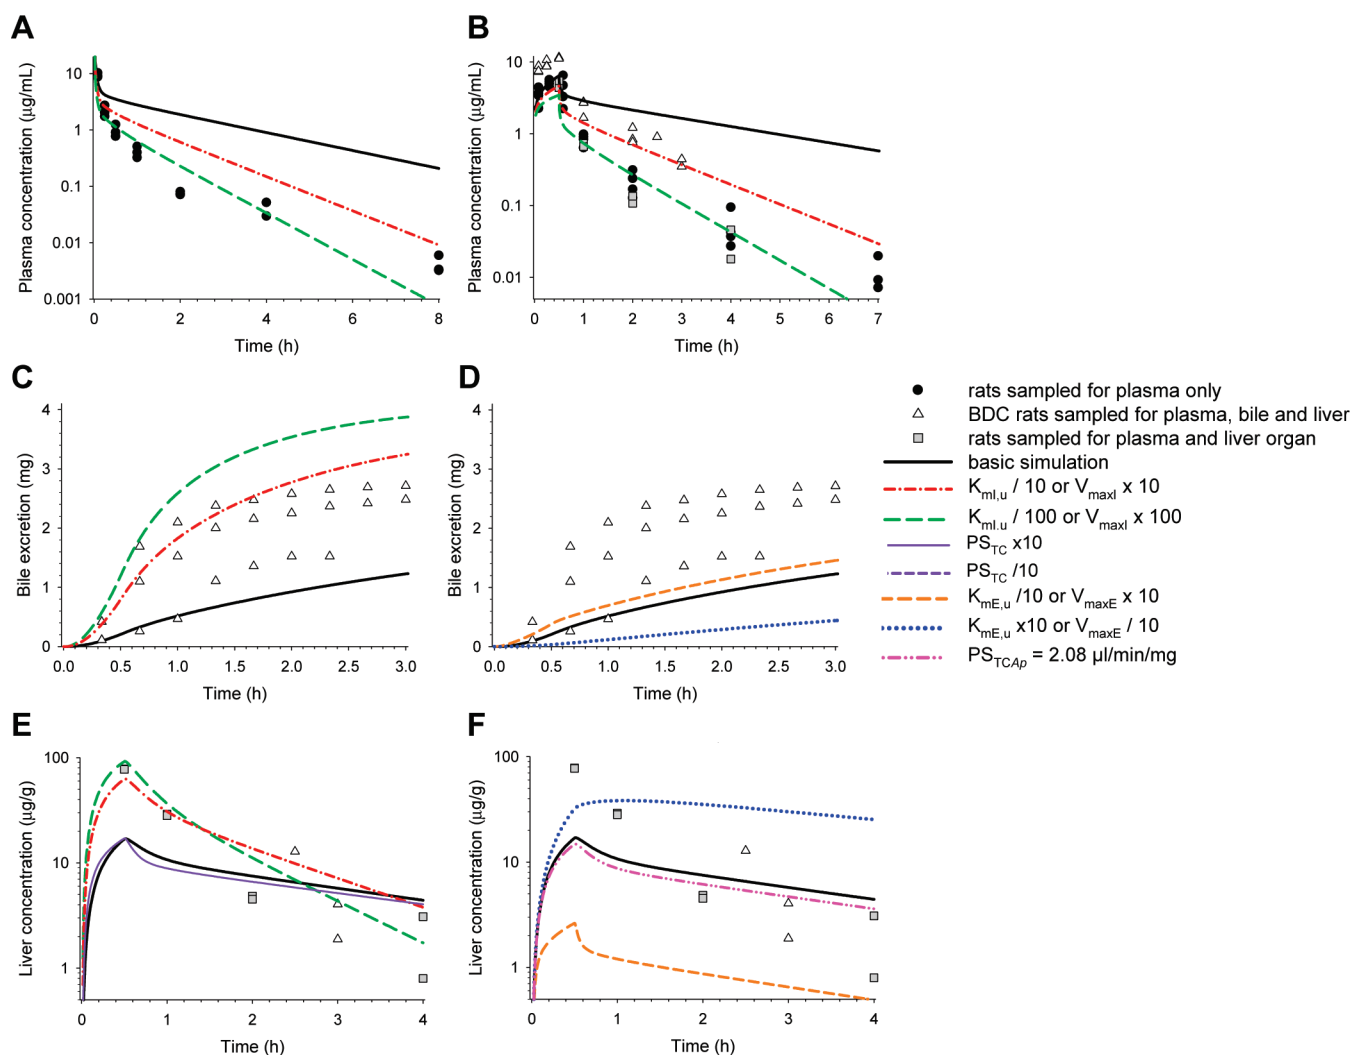 A
Plasma concentration (µg/mL)
10
1
0.1
0.01
0.001
0
2
4
6
8
Time (h)
B
Plasma concentration (µg/mL)
10
1
0.1
0.01
0
1
2
3
4
5
6
7
Time (h)
C
Bile excretion (mg)
4
3
2
1
0
0.0
0.5
1.0
1.5
2.0
2.5
3.0
Time (h)
D
Bile excretion (mg)
4
3
2
1
0
0.0
0.5
1.0
1.5
2.0
2.5
3.0
Time (h)
rats sampled for plasma only
BDC rats sampled for plasma, bile and liver
rats sampled for plasma and liver organ
basic simulation
KmI,u / 10 or VmaxI x 10
KmI,u / 100 or VmaxI x 100
PSTC x10
PSTC /10
KmE,u /10 or VmaxE x 10
KmE,u x10 or VmaxE / 10
PSTCAp = 2.08 µl/min/mg
E
Liver concentration (µg/g)
100
10
1
0
1
2
3
4
Time (h)
F
Liver concentration (µg/g)
100
10
1
0
1
2
3
4
Time (h)